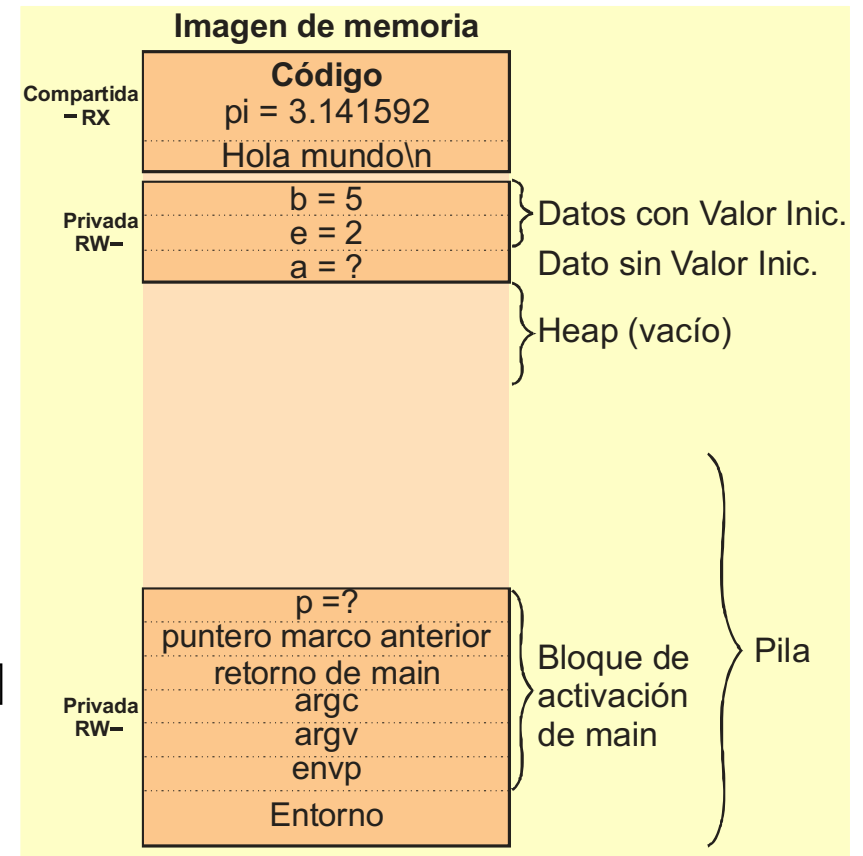 Imagen de memoria
Compartida
– RX
Código
pi = 3.141592
Hola mundo\n
Privada
RW–
b = 5
e = 2
a = ?
Datos con Valor Inic.
Dato sin Valor Inic.
Heap (vacío)
p =?
puntero marco anterior
retorno de main
argc
argv
envp
Entorno
Privada
RW–
Bloque de
activación
de main
Pila